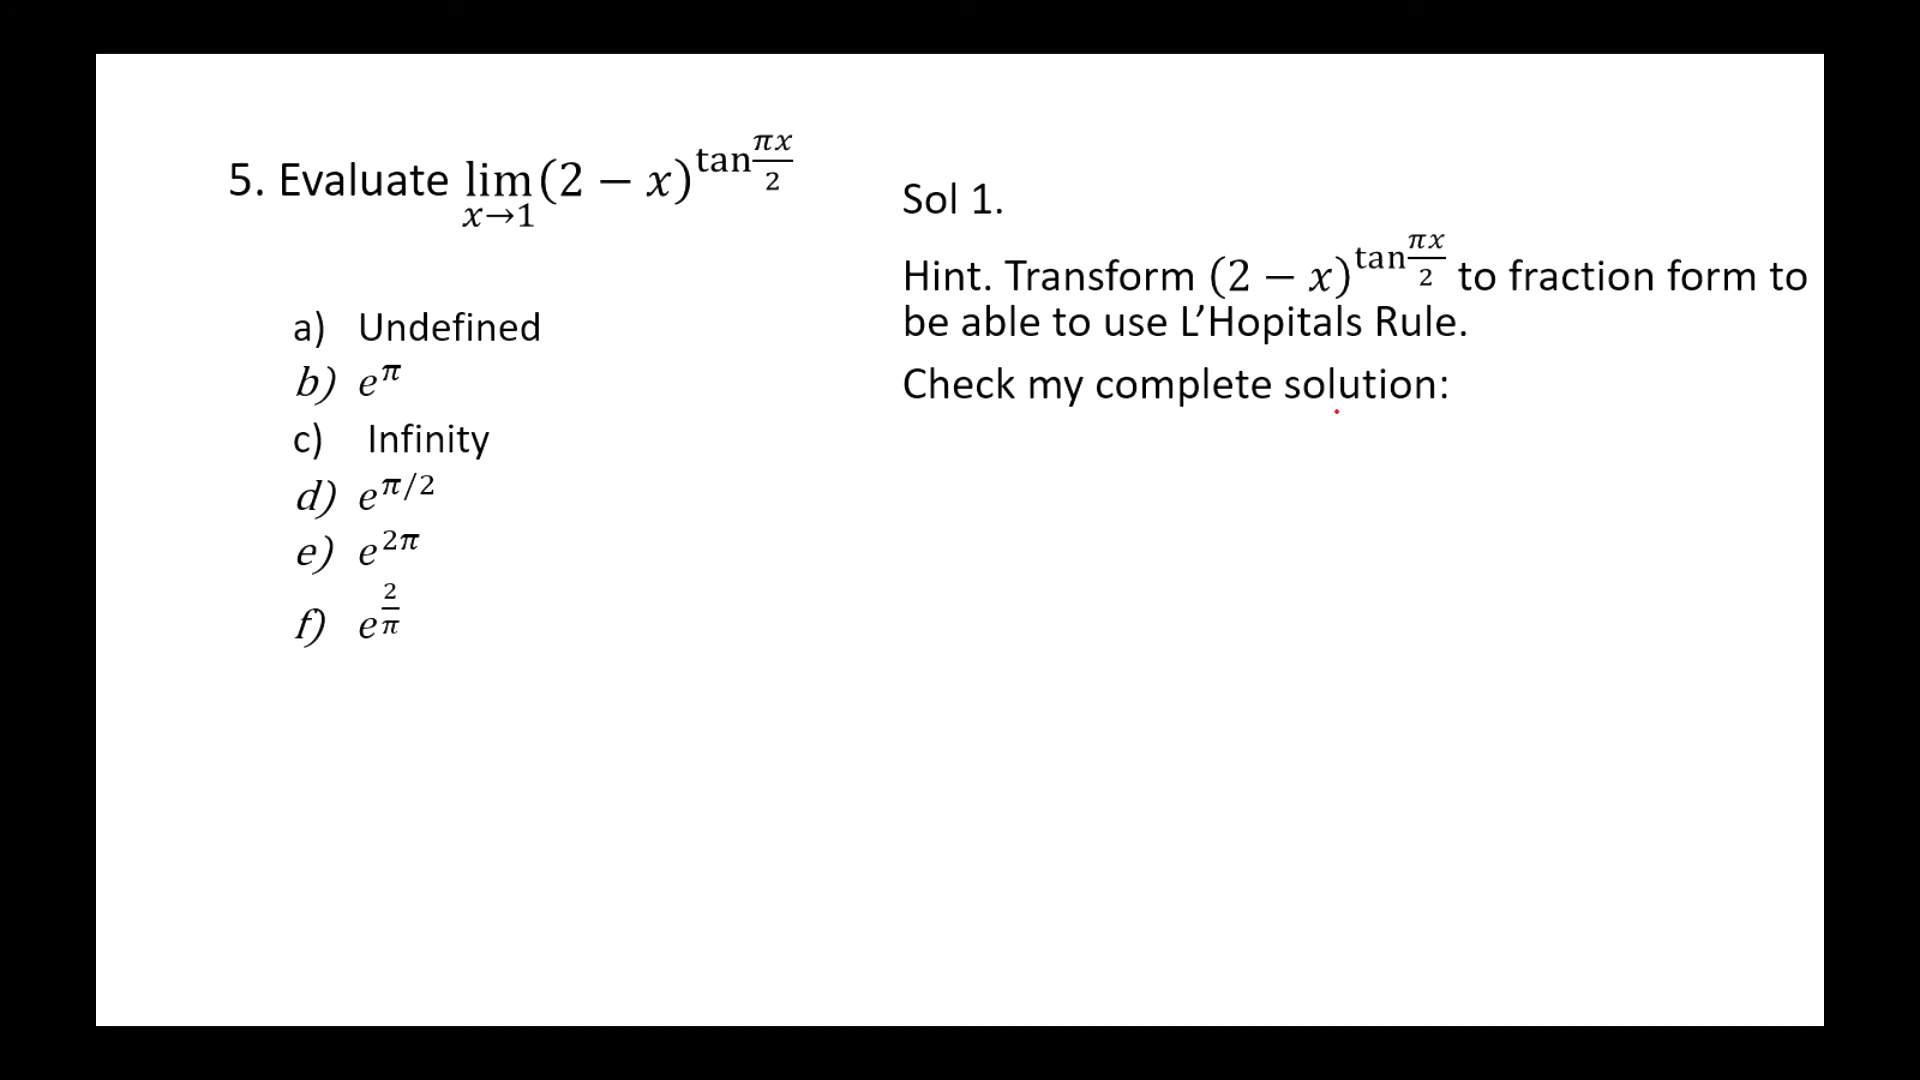 5. Evaluate lim x→1 (2 − x)^tan πx/2
a) Undefined
b) e^π
c) Infinity
d) e^π/2
e) e^2π
f) e^2/π
Sol 1.
Hint. Transform (2 − x)^tan πx/2 to fraction form to
be able to use L’Hopitals Rule.
Check my complete solution: